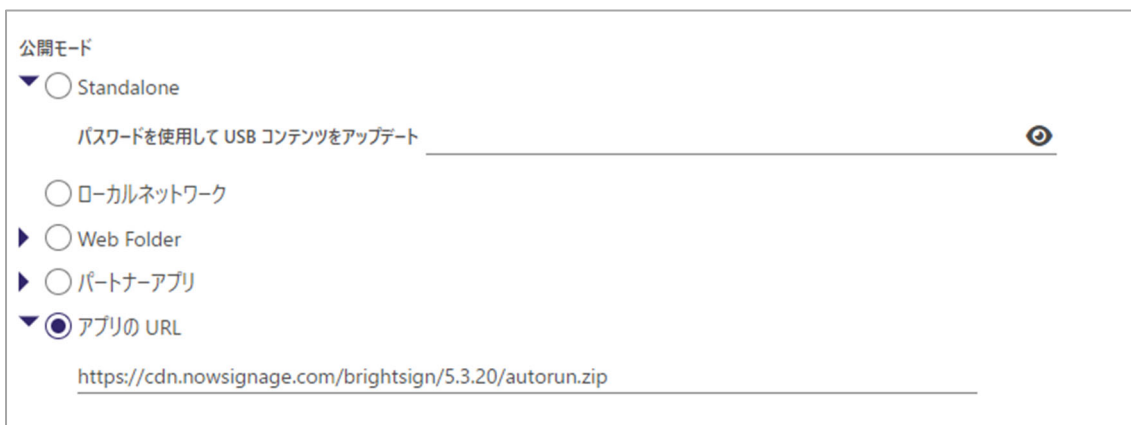 公開モード
Standalone
パスワードを使用して USB コンテンツをアップデート
ローカルネットワーク
Web Folder
パートナーアプリ
アプリの URL
https://cdn.nowsignage.com/brightsign/5.3.20/autorun.zip